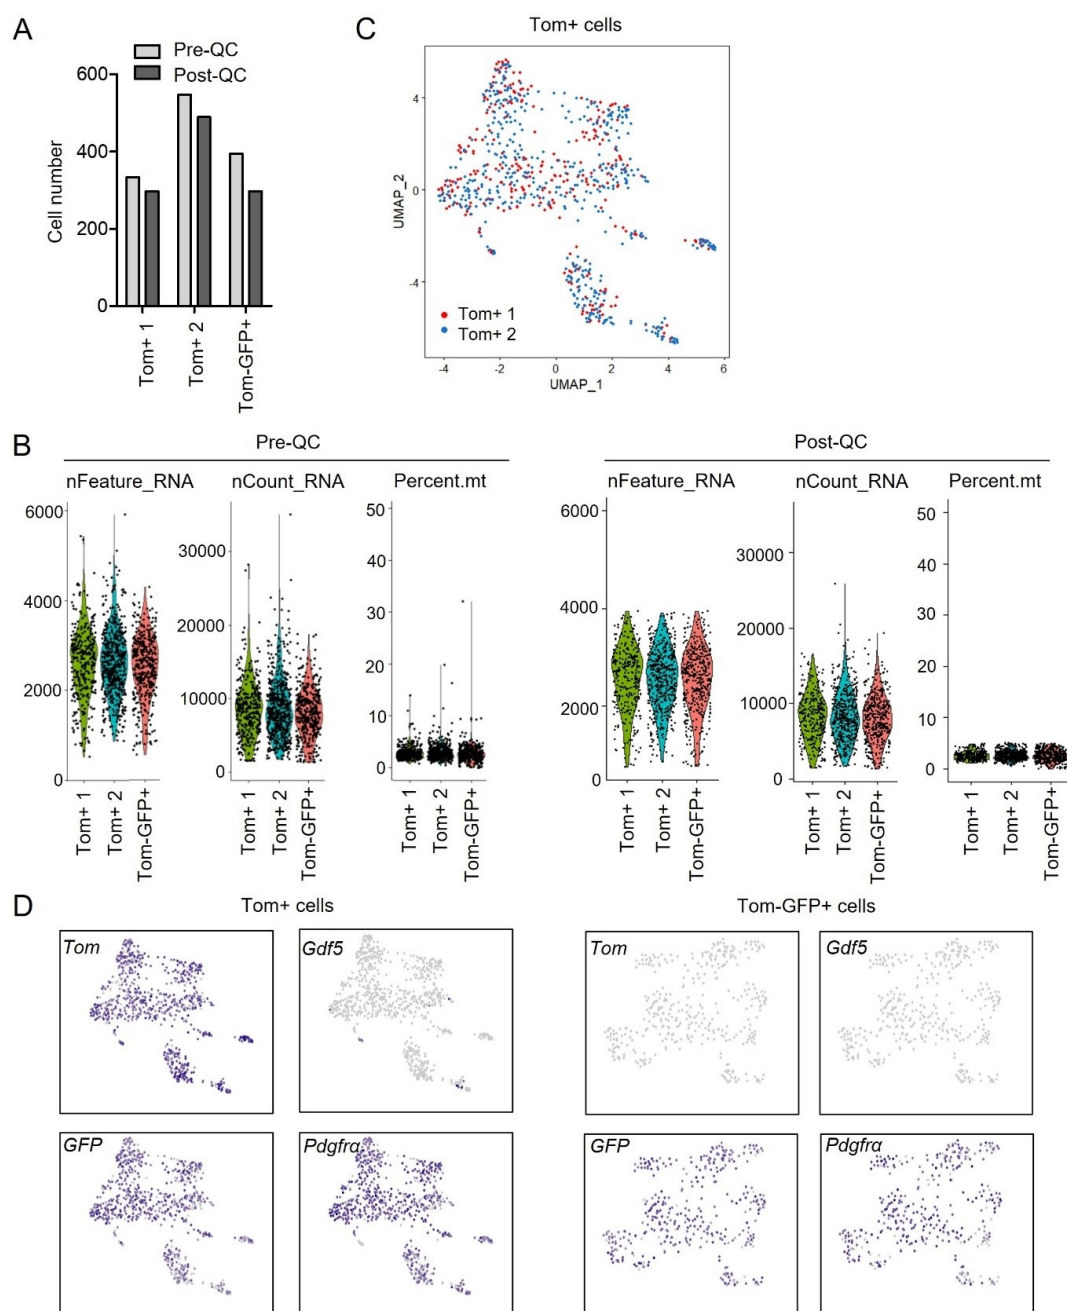 A
Pre-QC
Post-QC
600
400
200
0
Cell number
Tom+ 1
Tom+ 2
Tom-GFP+
C
Tom+ cells
4
0
-4
UMAP_2
Tom+ 1
Tom+ 2
-4 -2 0 2 4 6
UMAP_1
B
Pre-QC
nFeature_RNA nCount_RNA Percent.mt
6000
4000
2000
0
Tom+ 1
Tom+ 2
Tom-GFP+
30000
20000
10000
0
Tom+ 1
Tom+ 2
Tom-GFP+
50
40
30
20
10
0
Tom+ 1
Tom+ 2
Tom-GFP+
Post-QC
nFeature_RNA nCount_RNA Percent.mt
6000
4000
2000
0
Tom+ 1
Tom+ 2
Tom-GFP+
30000
20000
10000
0
Tom+ 1
Tom+ 2
Tom-GFP+
50
40
30
20
10
0
Tom+ 1
Tom+ 2
Tom-GFP+
D
Tom+ cells
Tom
Gdf5
GFP
Pdgfrα
Tom-GFP+ cells
Tom
Gdf5
GFP
Pdgfrα